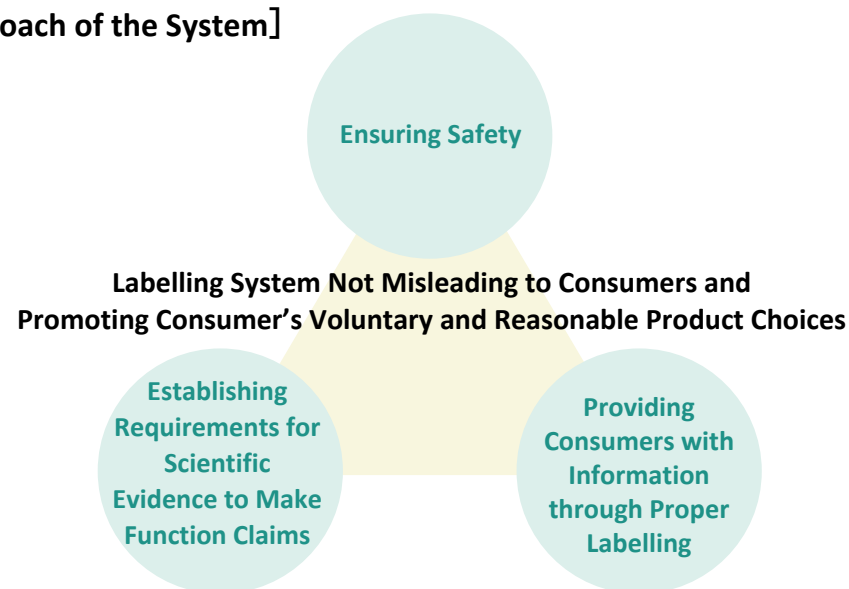 of the System］
Ensuring Safety
Labelling System Not Misleading to Consumers and
Promoting Consumer's Voluntary and Reasonable Product Choices
Establishing
Requirements for
Scientific
Evidence to Make
Function Claims
Providing
Consumers with
Information
through Proper
Labelling